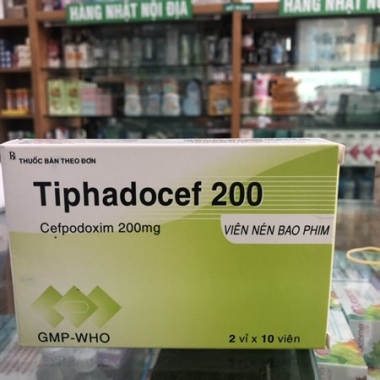 HÀNG NHẬT NỘI ĐỊA
HÀNG NHẬT NỘI
℞ THUỐC BÁN THEO ĐƠN
Tiphadocef 200
Cefpodoxim 200mg
VIÊN NÉN BAO PHIM
GMP-WHO
2 vỉ x 10 viên